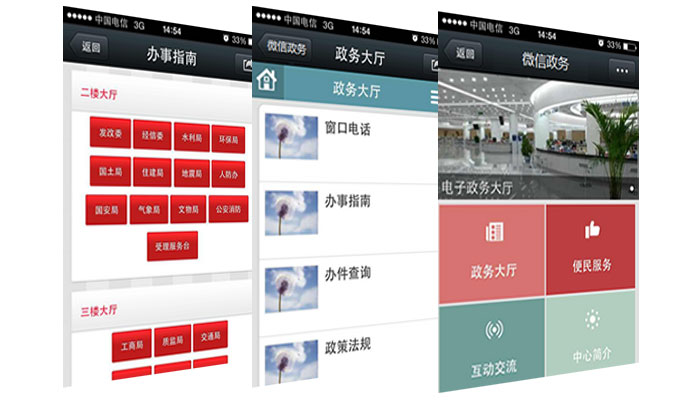 中国电信 3G 14:54 33%
返回 办事指南
二楼大厅
发改委 经信委 水利局 环保局
国土局 住建局 地震局 人防办
国安局 气象局 文物局 公安消防
受理服务台
三楼大厅
工商局 质监局 交通局
中国电信 3G 14:54 33%
微信政务 政务大厅
政务大厅
窗口电话
办事指南
办件查询
政策法规
中国电信 3G 14:54 33%
返回 微信政务
电子政务大厅
政务大厅 便民服务
互动交流 中心简介